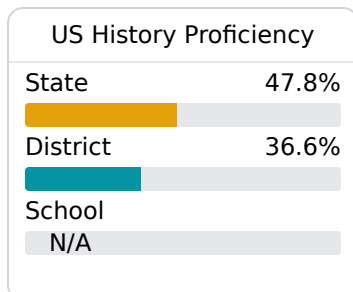 US History Proficiency
State 47.8%
District 36.6%
School
N/A